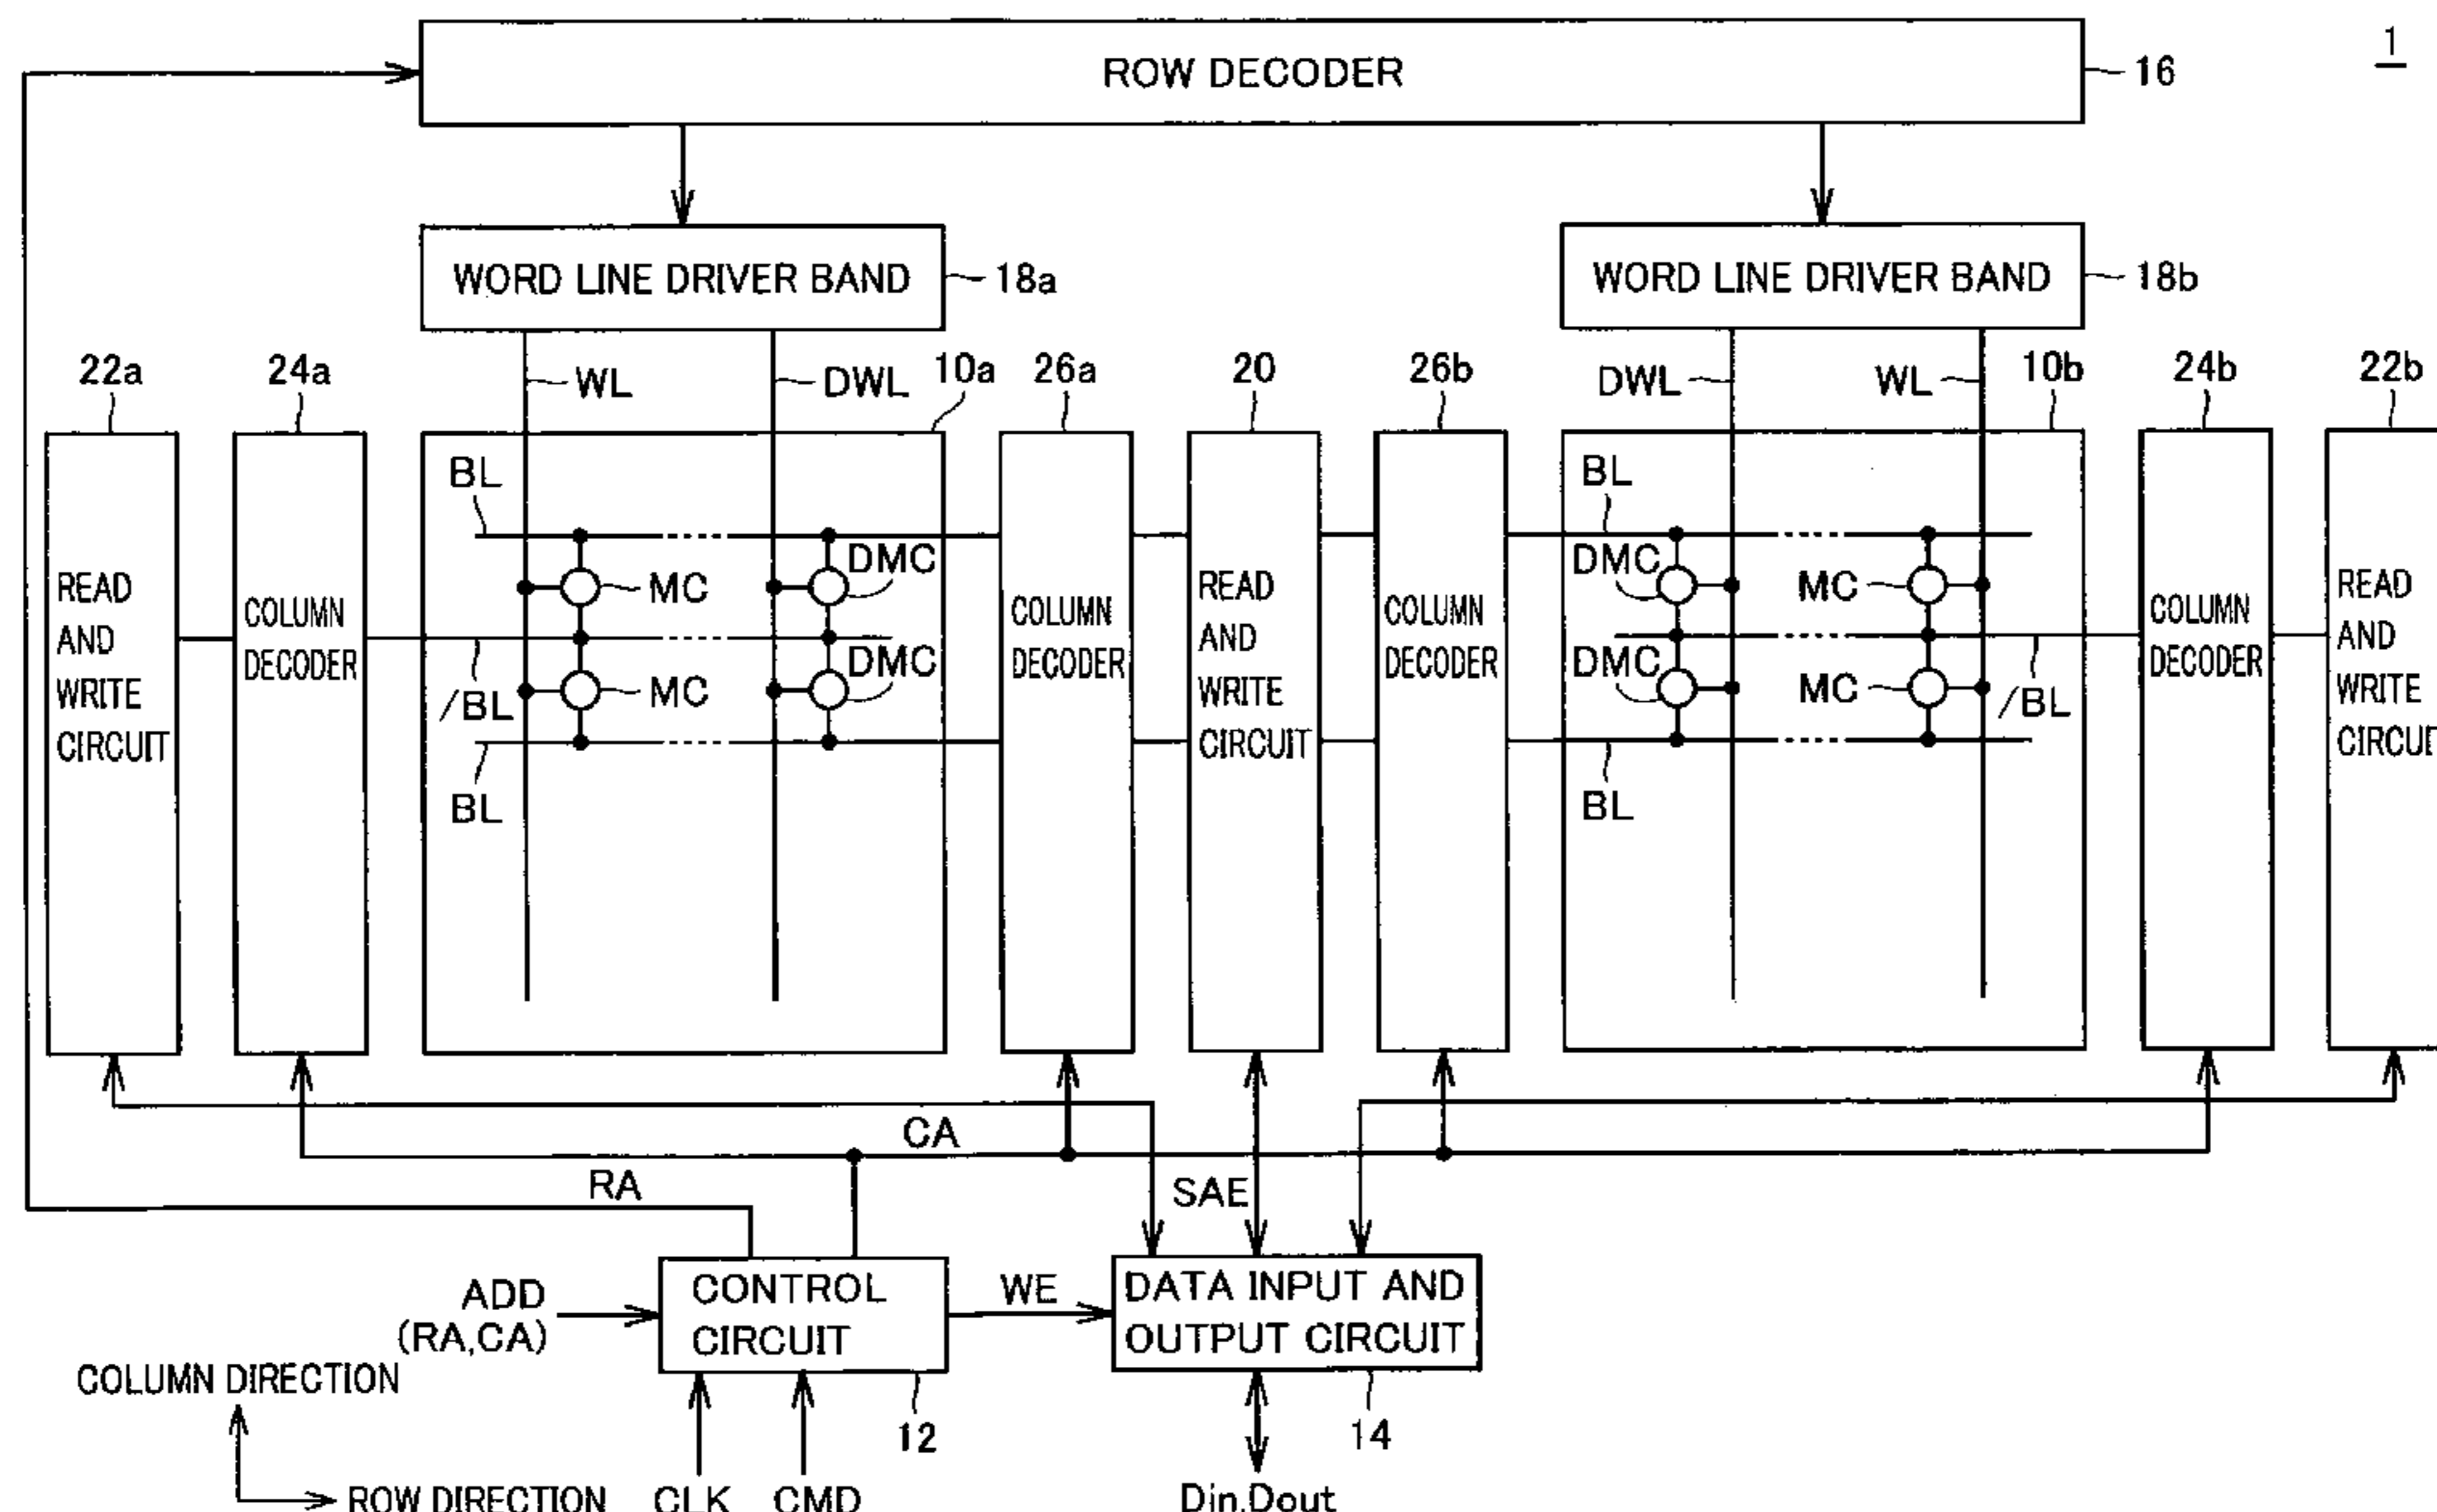 ROW DECODER
16
1
WORD LINE DRIVER BAND
18a
WORD LINE DRIVER BAND
18b
22a
24a
WL
DWL
10a
26a
20
26b
DWL
WL
10b
24b
22b
READ
AND
WRITE
CIRCUIT
COLUMN
DECODER
BL
MC
DMC
/BL
MC
DMC
BL
COLUMN
DECODER
READ
AND
WRITE
CIRCUIT
COLUMN
DECODER
BL
DMC
MC
DMC
MC
/BL
BL
COLUMN
DECODER
READ
AND
WRITE
CIRCUIT
CA
RA
SAE
ADD
(RA,CA)
CONTROL
CIRCUIT
WE
DATA INPUT AND
OUTPUT CIRCUIT
12
14
COLUMN DIRECTION
ROW DIRECTION
CLK
CMD
Din,Dout